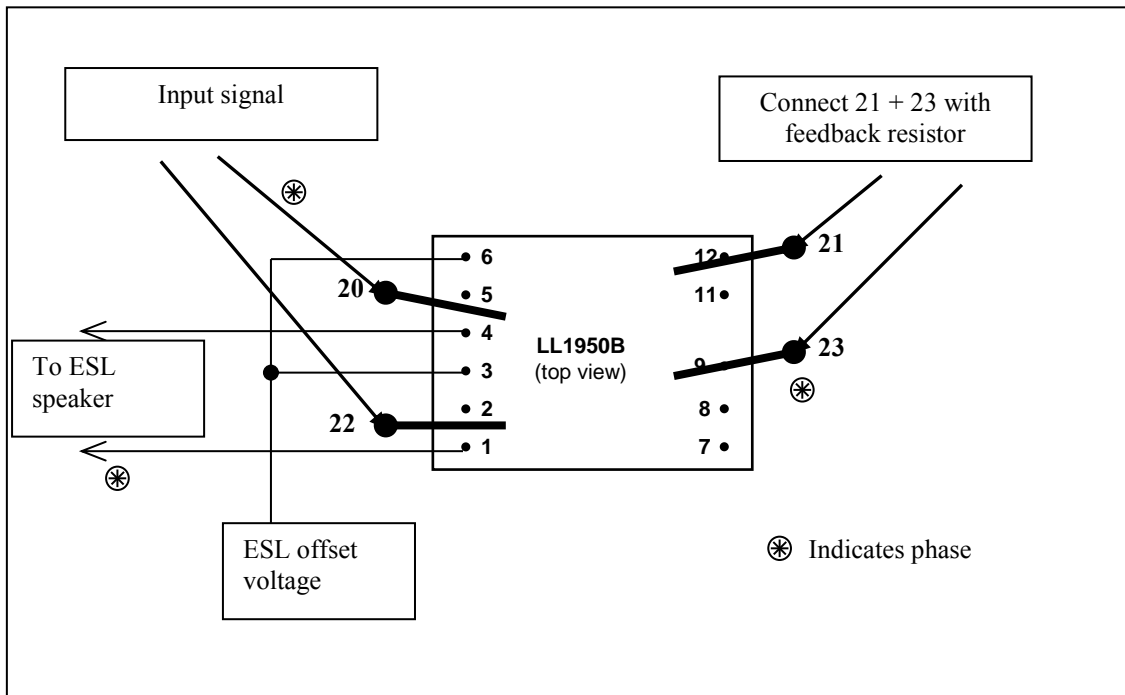 Input signal
Connect 21 + 23 with
feedback resistor
6
12
21
20
5
11
4
LL1950B
(top view)
To ESL
speaker
3
9
23
2
8
22
1
7
ESL offset
voltage
Indicates phase